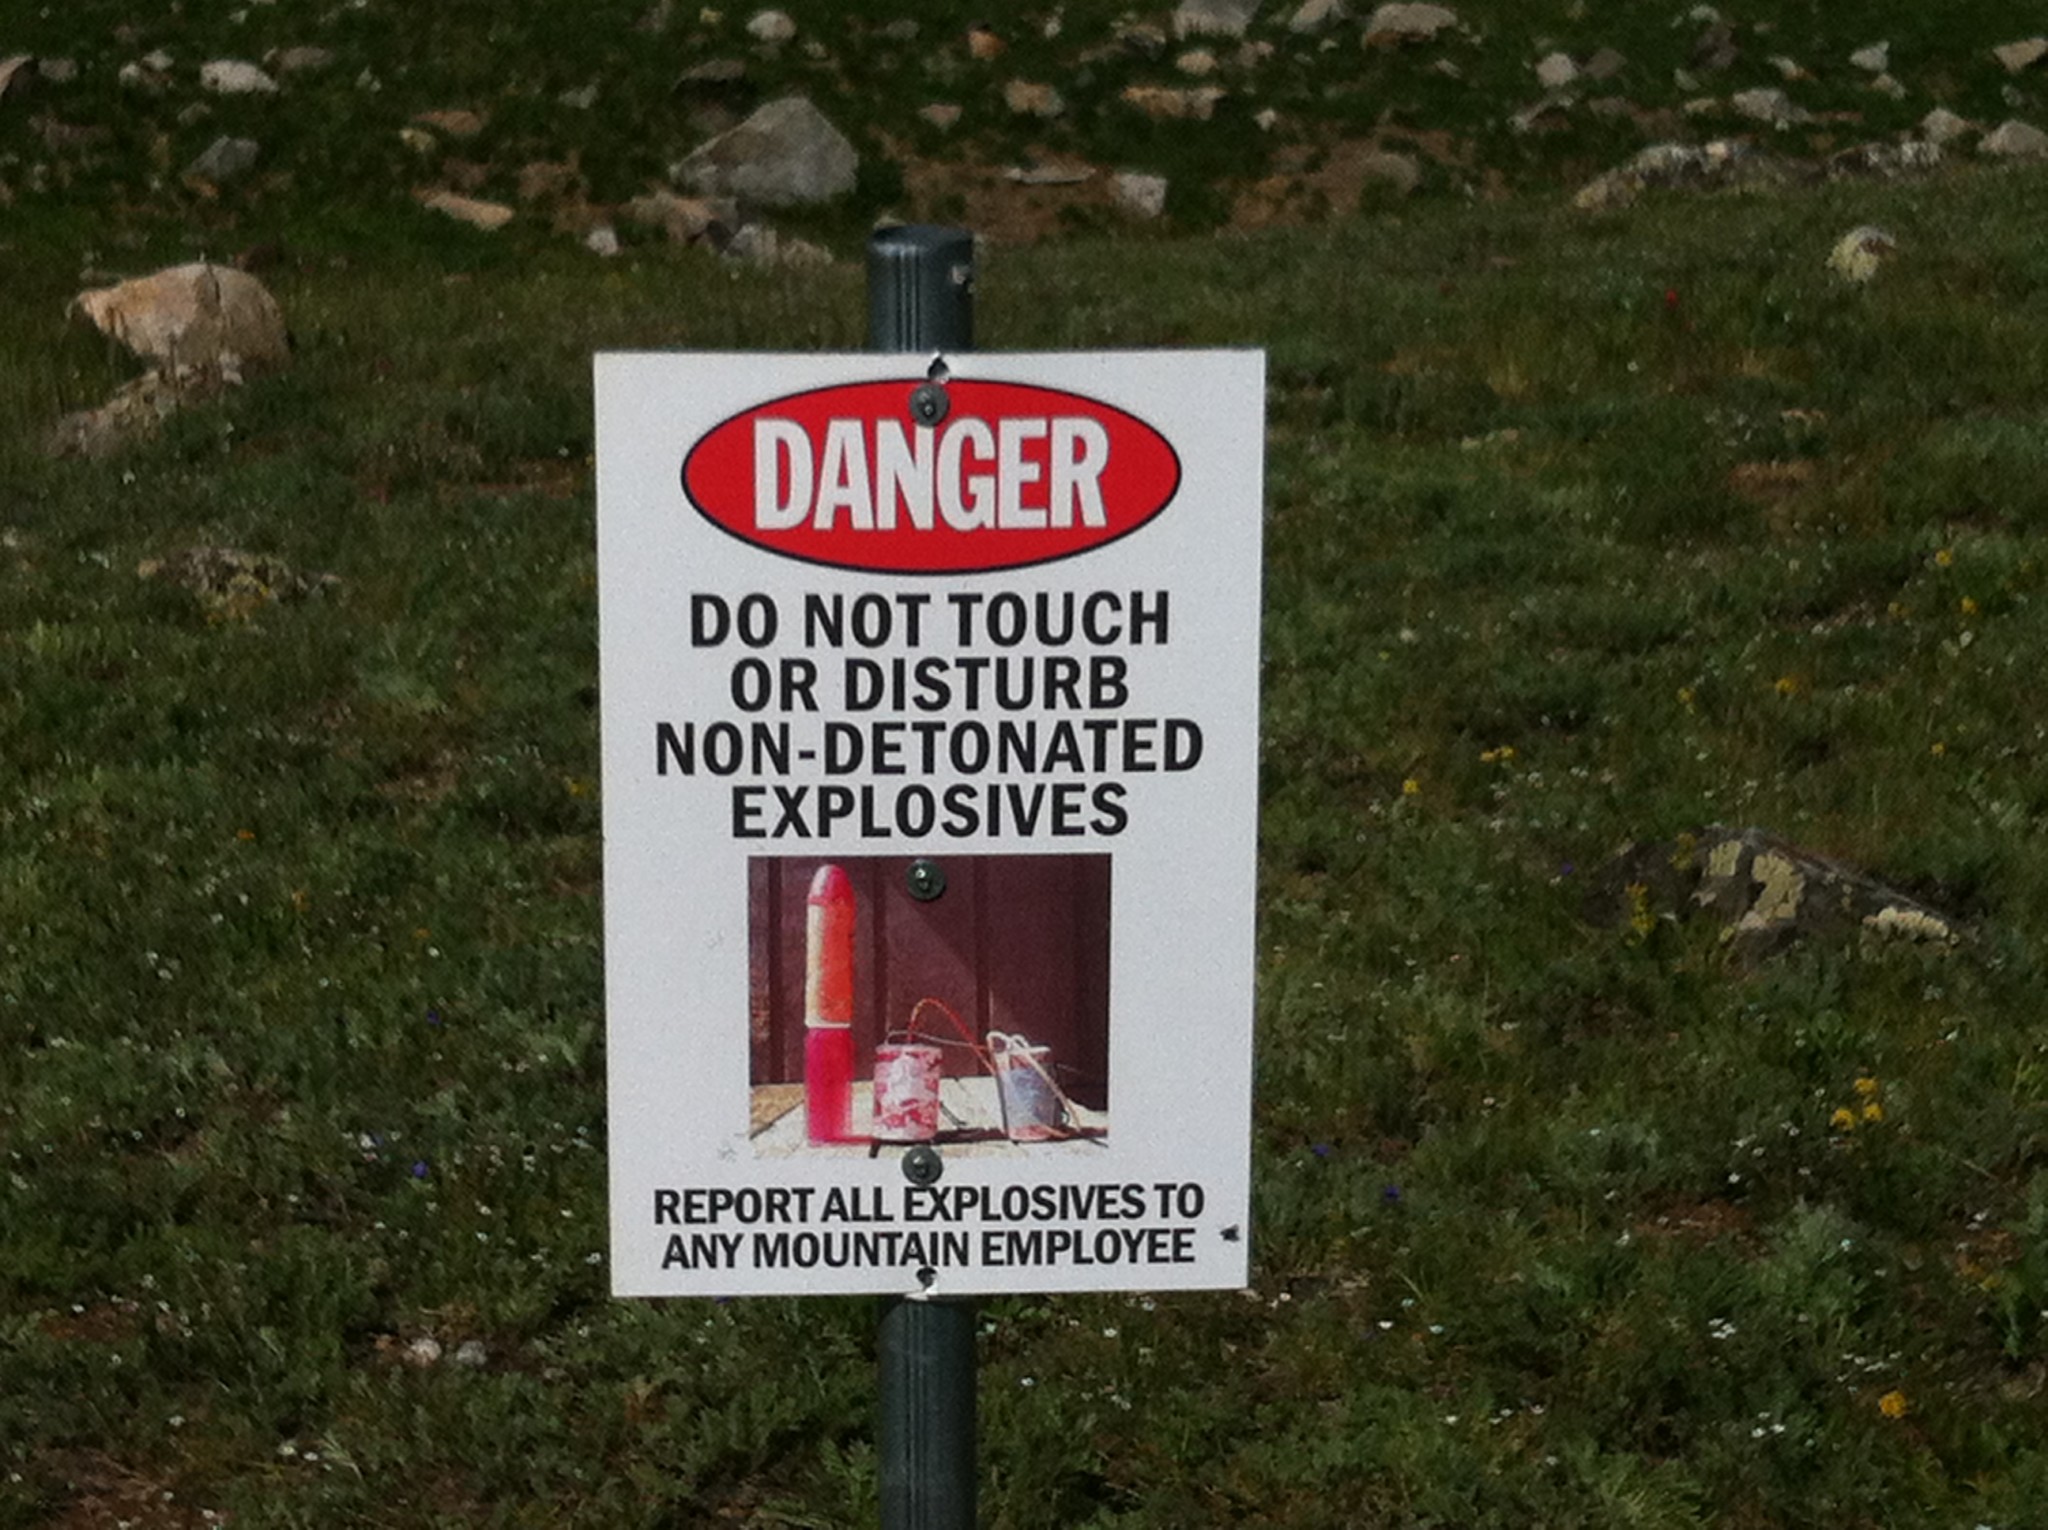 DANGER
DO NOT TOUCH
OR DISTURB
NON-DETONATED
EXPLOSIVES
REPORT ALL EXPLOSIVES TO
ANY MOUNTAIN EMPLOYEE